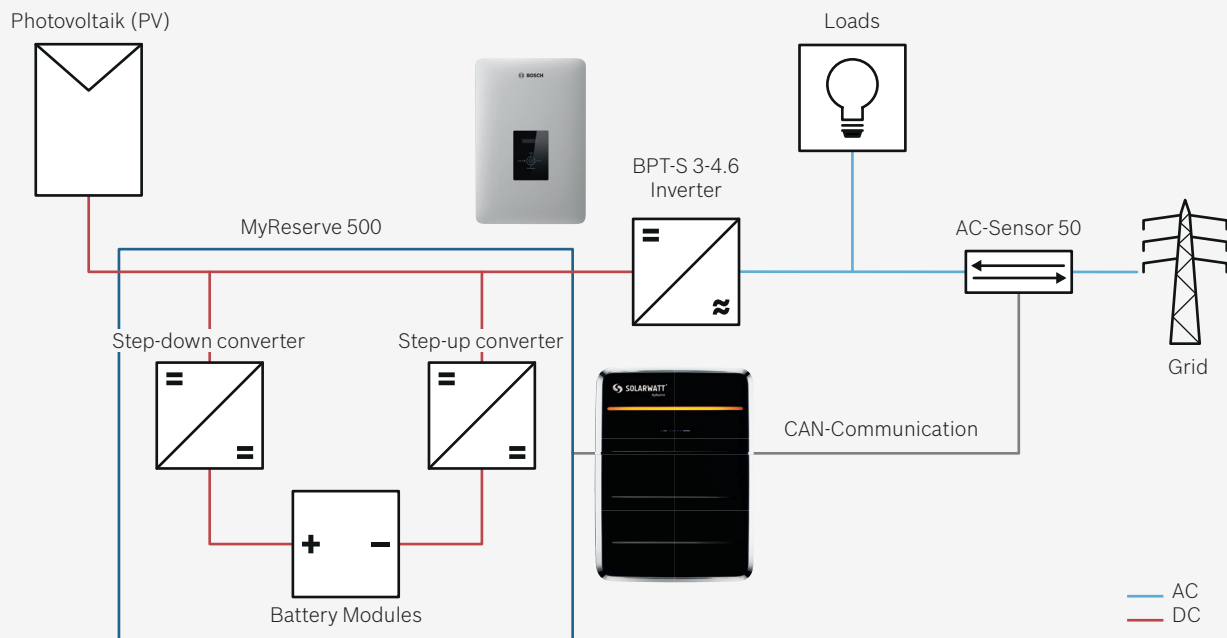 Photovoltaik (PV)
Loads
BOSCH
BPT-S 3-4.6
Inverter
MyReserve 500
AC-Sensor 50
Step-down converter
Step-up converter
Grid
SOLARWATT
MyReserve
CAN-Communication
+
−
Battery Modules
AC
DC